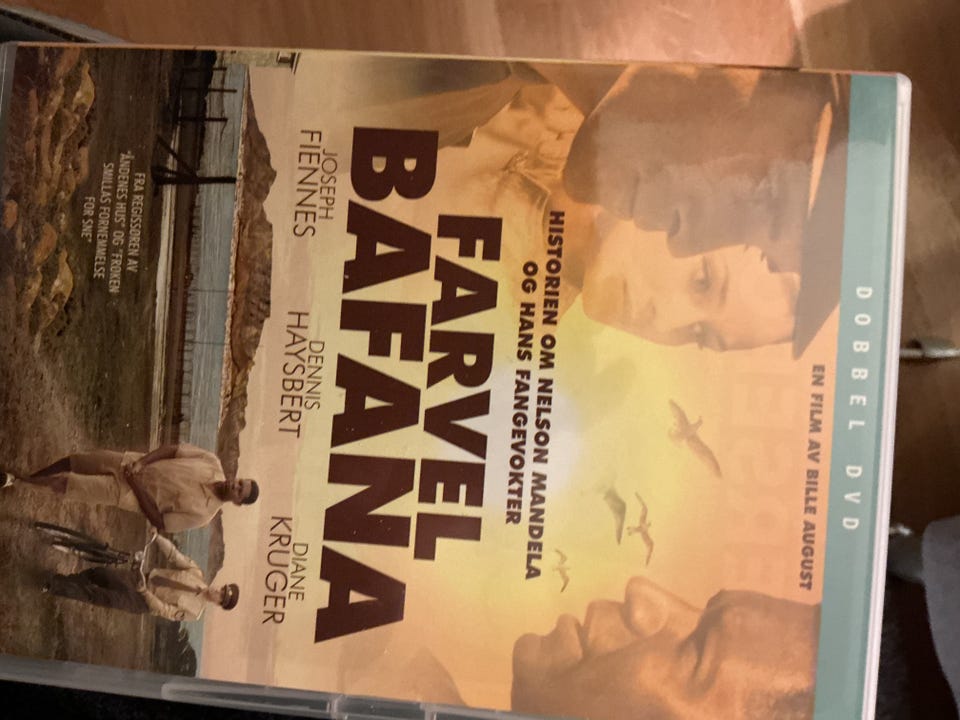 DOBBEL DVD
EN FILM AV BILLE AUGUST
HISTORIEN OM NELSON MANDELA
OG HANS FANGEVOKTER
FARVEL
BAFANA
JOSEPH
FIENNES
DENNIS
HAYSBERT
DIANE
KRUGER
FRA REGISSØREN AV
"ÅNDENES HUS" OG "FRØKEN
SMILLAS FORNEMMELSE
FOR SNE"